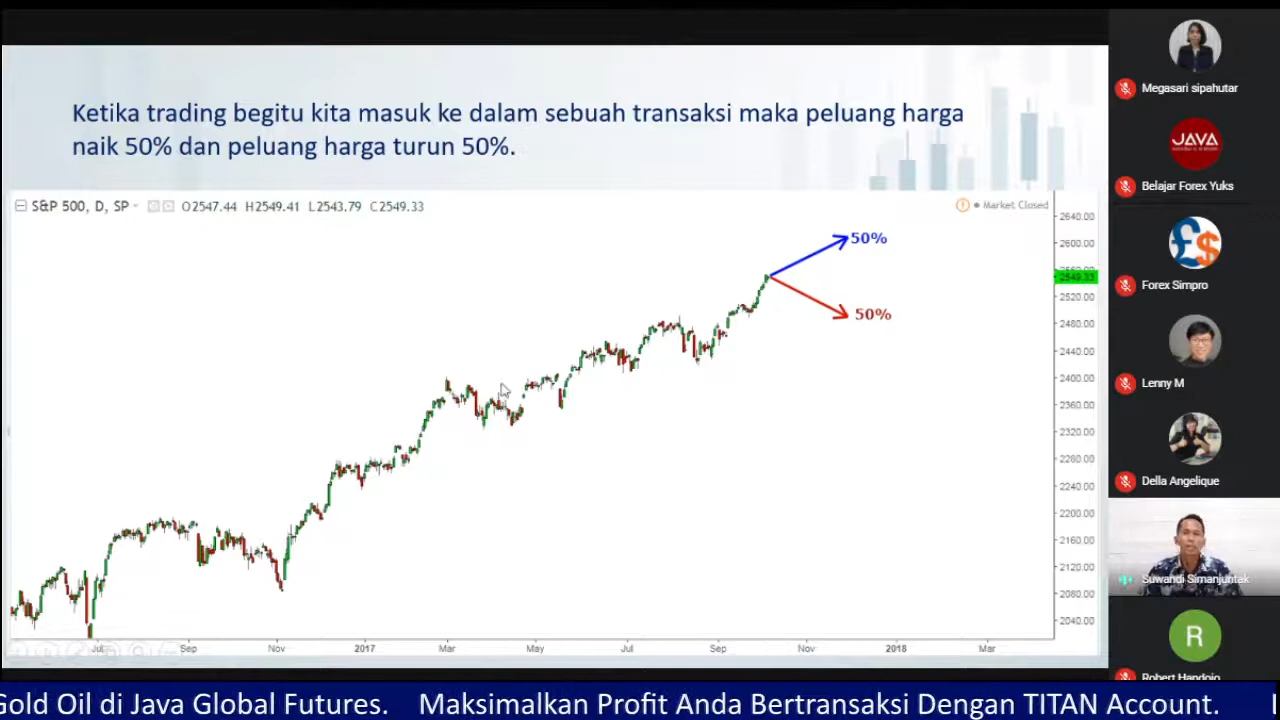 Ketika trading begitu kita masuk ke dalam sebuah transaksi maka peluang harga
naik 50% dan peluang harga turun 50%.
S&P 500, D, SP
O2547.44 H2549.41 L2543.79 C2549.33
Market Closed
50%
50%
2640.00
2600.00
2549.33
2520.00
2480.00
2440.00
2400.00
2360.00
2320.00
2280.00
2240.00
2200.00
2160.00
2120.00
2080.00
2040.00
Jul Sep Nov 2017 Mar May Jul Sep Nov 2018 Mar
Megasari sipahutar
JAVA
Belajar Forex Yuks
Forex Simpro
Lenny M
Della Angelique
Suwandi Simanjuntak
R
Robert Handojo
Gold Oil di Java Global Futures. Maksimalkan Profit Anda Bertransaksi Dengan TITAN Account.